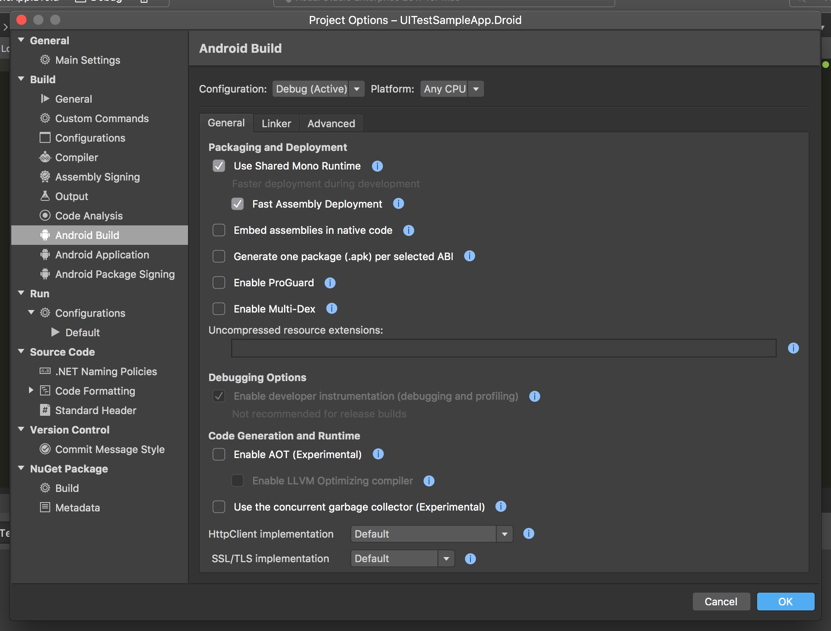 Project Options – UITestSampleApp.Droid
General
Main Settings
Build
General
Custom Commands
Configurations
Compiler
Assembly Signing
Output
Code Analysis
Android Build
Android Application
Android Package Signing
Run
Configurations
Default
Source Code
.NET Naming Policies
Code Formatting
Standard Header
Version Control
Commit Message Style
NuGet Package
Build
Metadata
Android Build
Configuration: Debug (Active) Platform: Any CPU
General Linker Advanced
Packaging and Deployment
Use Shared Mono Runtime
Faster deployment during development
Fast Assembly Deployment
Embed assemblies in native code
Generate one package (.apk) per selected ABI
Enable ProGuard
Enable Multi-Dex
Uncompressed resource extensions:
Debugging Options
Enable developer instrumentation (debugging and profiling)
Not recommended for release builds
Code Generation and Runtime
Enable AOT (Experimental)
Enable LLVM Optimizing compiler
Use the concurrent garbage collector (Experimental)
HttpClient implementation Default
SSL/TLS implementation Default
Cancel OK